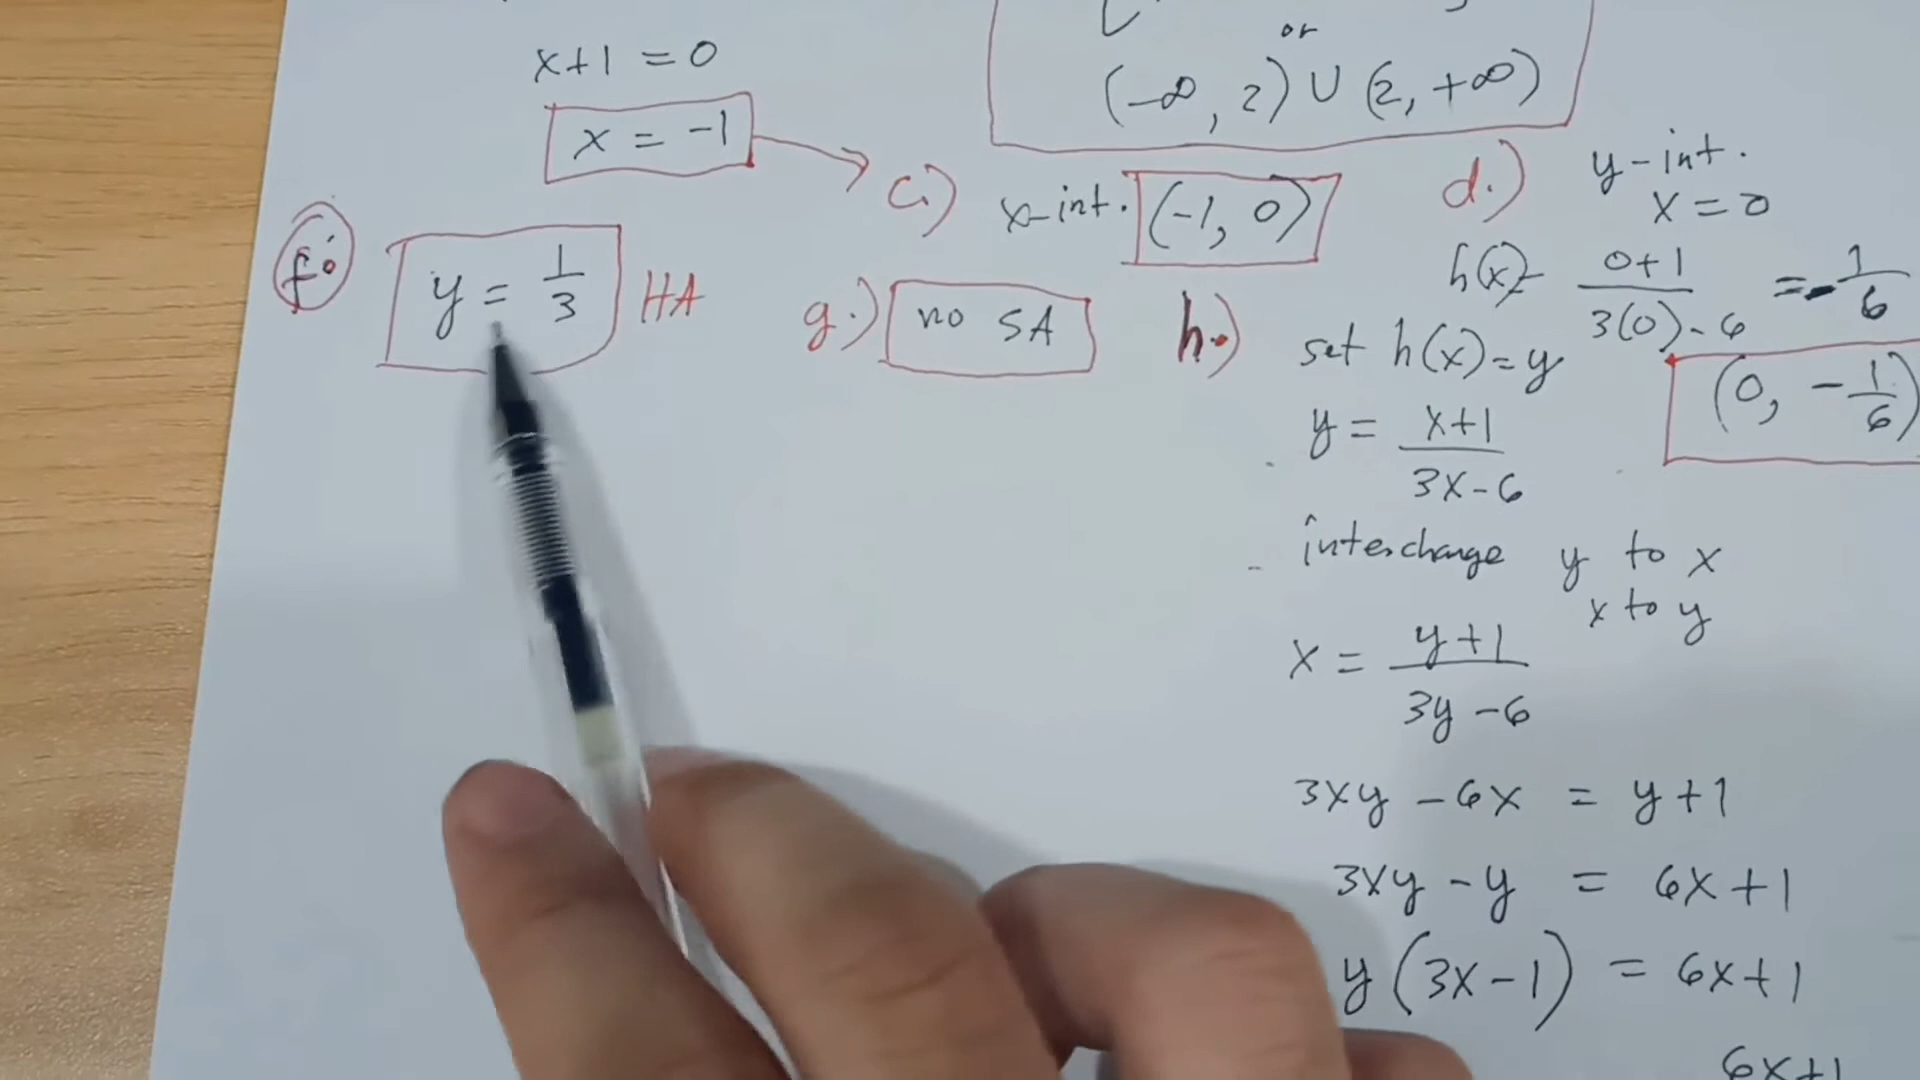 x+1 = 0
or
(-∞, 2) ∪ (2, +∞)
x = -1
c.) x-int. (-1, 0)
d.) y-int.
x = 0
h(x)= 0+1 / 3(0)-6 = -1/6
(0, -1/6)
f. y = 1/3 HA
g.) no SA
h.) set h(x)=y
y = x+1 / 3x-6
interchange y to x
x to y
x = y+1 / 3y-6
3xy - 6x = y+1
3xy - y = 6x+1
y(3x-1) = 6x+1
6x+1